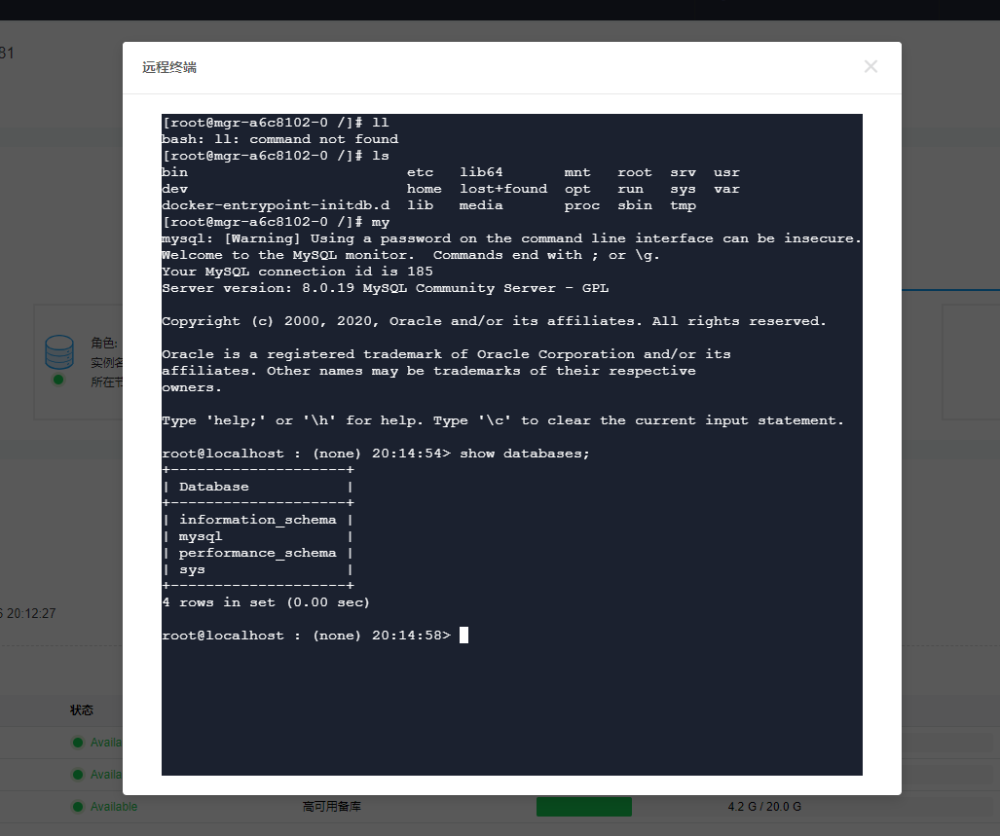 81
远程终端
[root@mgr-a6c8102-0 /]# ll
bash: ll: command not found
[root@mgr-a6c8102-0 /]# ls
bin                         etc   lib64       mnt   root  srv  usr
dev                         home  lost+found  opt   run   sys  var
docker-entrypoint-initdb.d  lib   media       proc  sbin  tmp
[root@mgr-a6c8102-0 /]# my
mysql: [Warning] Using a password on the command line interface can be insecure.
Welcome to the MySQL monitor.  Commands end with ; or \g.
Your MySQL connection id is 185
Server version: 8.0.19 MySQL Community Server - GPL
Copyright (c) 2000, 2020, Oracle and/or its affiliates. All rights reserved.
Oracle is a registered trademark of Oracle Corporation and/or its
affiliates. Other names may be trademarks of their respective
owners.
Type 'help;' or '\h' for help. Type '\c' to clear the current input statement.
root@localhost : (none) 20:14:54> show databases;
+--------------------+
| Database           |
+--------------------+
| information_schema |
| mysql              |
| performance_schema |
| sys                |
+--------------------+
4 rows in set (0.00 sec)
root@localhost : (none) 20:14:58>
角色:
实例名
所在节
6 20:12:27
状态
Availa
Availa
Available 高可用备库 4.2 G / 20.0 G